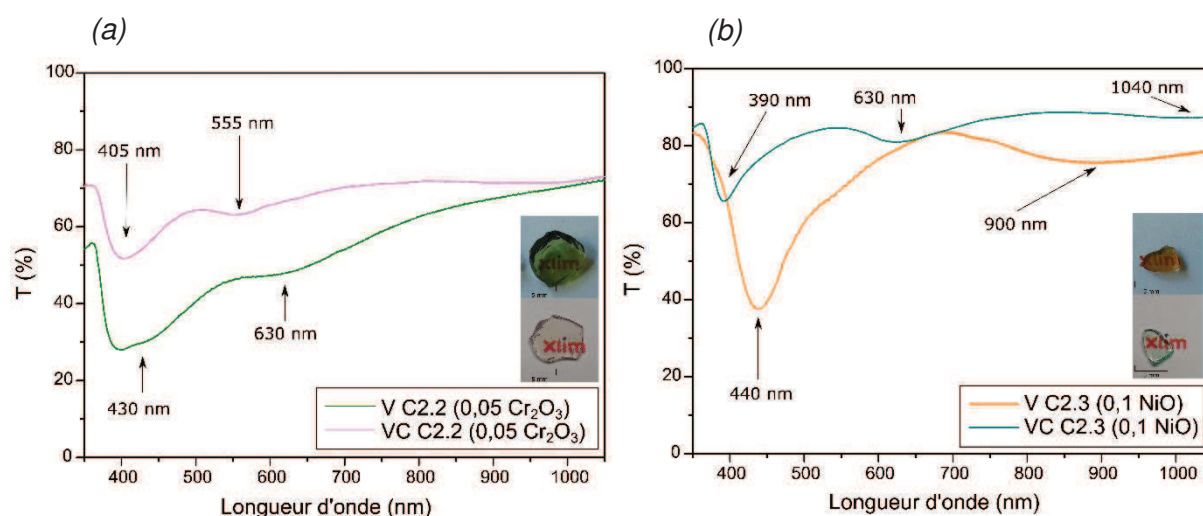 (a)
100
80
60
40
20
0
T (%)
405 nm
555 nm
430 nm
630 nm
xlim
5 mm
xlim
5 mm
V C2.2 (0,05 Cr₂O₃)
VC C2.2 (0,05 Cr₂O₃)
400 500 600 700 800 900 1000
Longueur d'onde (nm)
(b)
100
80
60
40
20
0
T (%)
390 nm
630 nm
1040 nm
440 nm
900 nm
xlim
xlim
V C2.3 (0,1 NiO)
VC C2.3 (0,1 NiO)
400 500 600 700 800 900 1000
Longueur d'onde (nm)